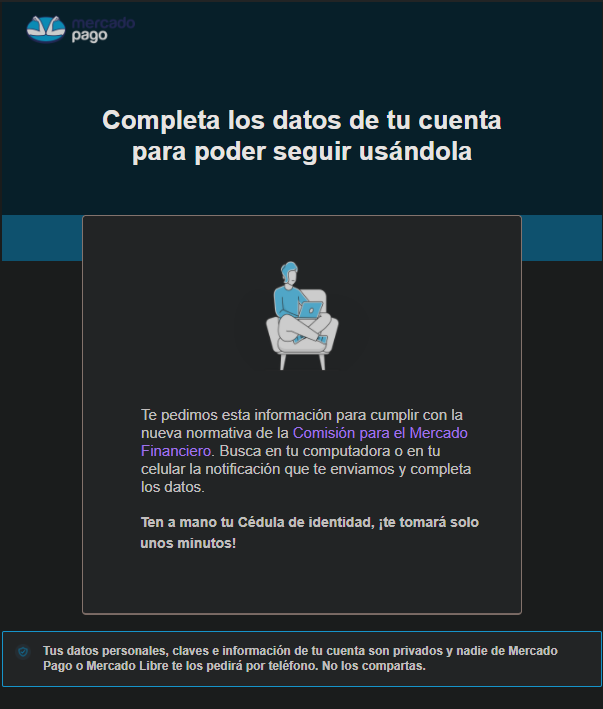 mercado
pago
Completa los datos de tu cuenta
para poder seguir usándola
Te pedimos esta información para cumplir con la
nueva normativa de la Comisión para el Mercado
Financiero. Busca en tu computadora o en tu
celular la notificación que te enviamos y completa
los datos.
Ten a mano tu Cédula de identidad, ¡te tomará solo
unos minutos!
Tus datos personales, claves e información de tu cuenta son privados y nadie de Mercado
Pago o Mercado Libre te los pedirá por teléfono. No los compartas.